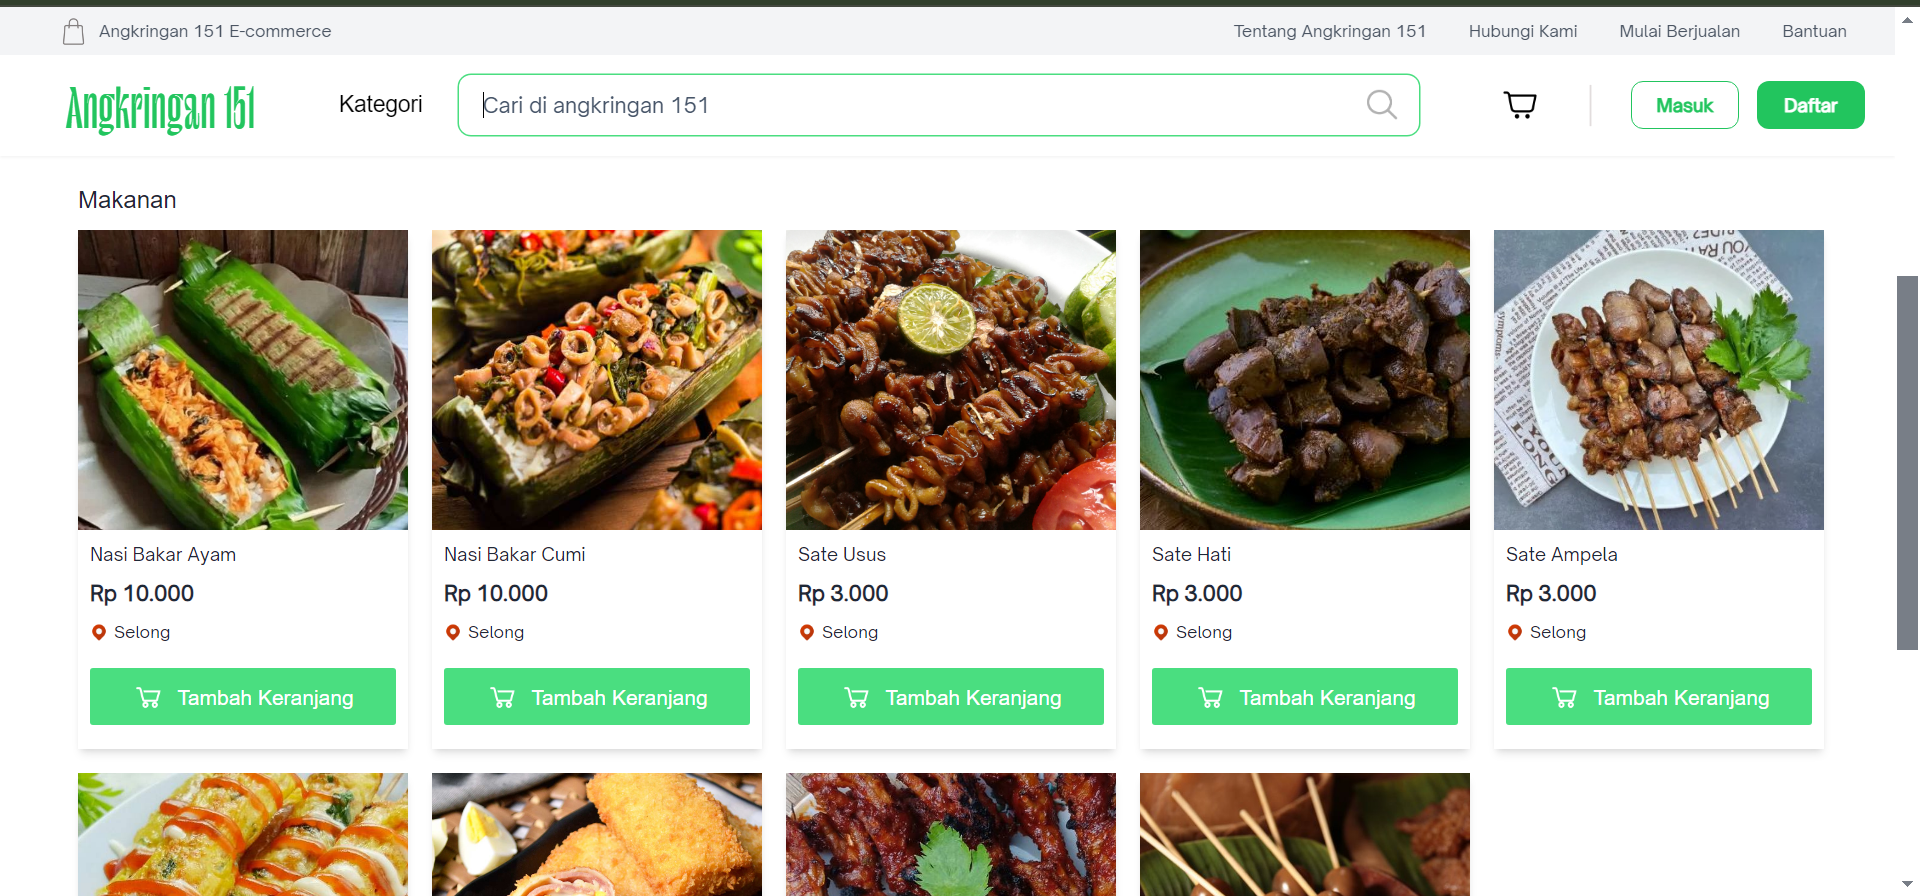 Angkringan 151 E-commerce
Tentang Angkringan 151
Hubungi Kami
Mulai Berjualan
Bantuan
Angkringan 151
Kategori
Cari di angkringan 151
Masuk
Daftar
Makanan
Nasi Bakar Ayam
Rp 10.000
Selong
Tambah Keranjang
Nasi Bakar Cumi
Rp 10.000
Selong
Tambah Keranjang
Sate Usus
Rp 3.000
Selong
Tambah Keranjang
Sate Hati
Rp 3.000
Selong
Tambah Keranjang
Sate Ampela
Rp 3.000
Selong
Tambah Keranjang